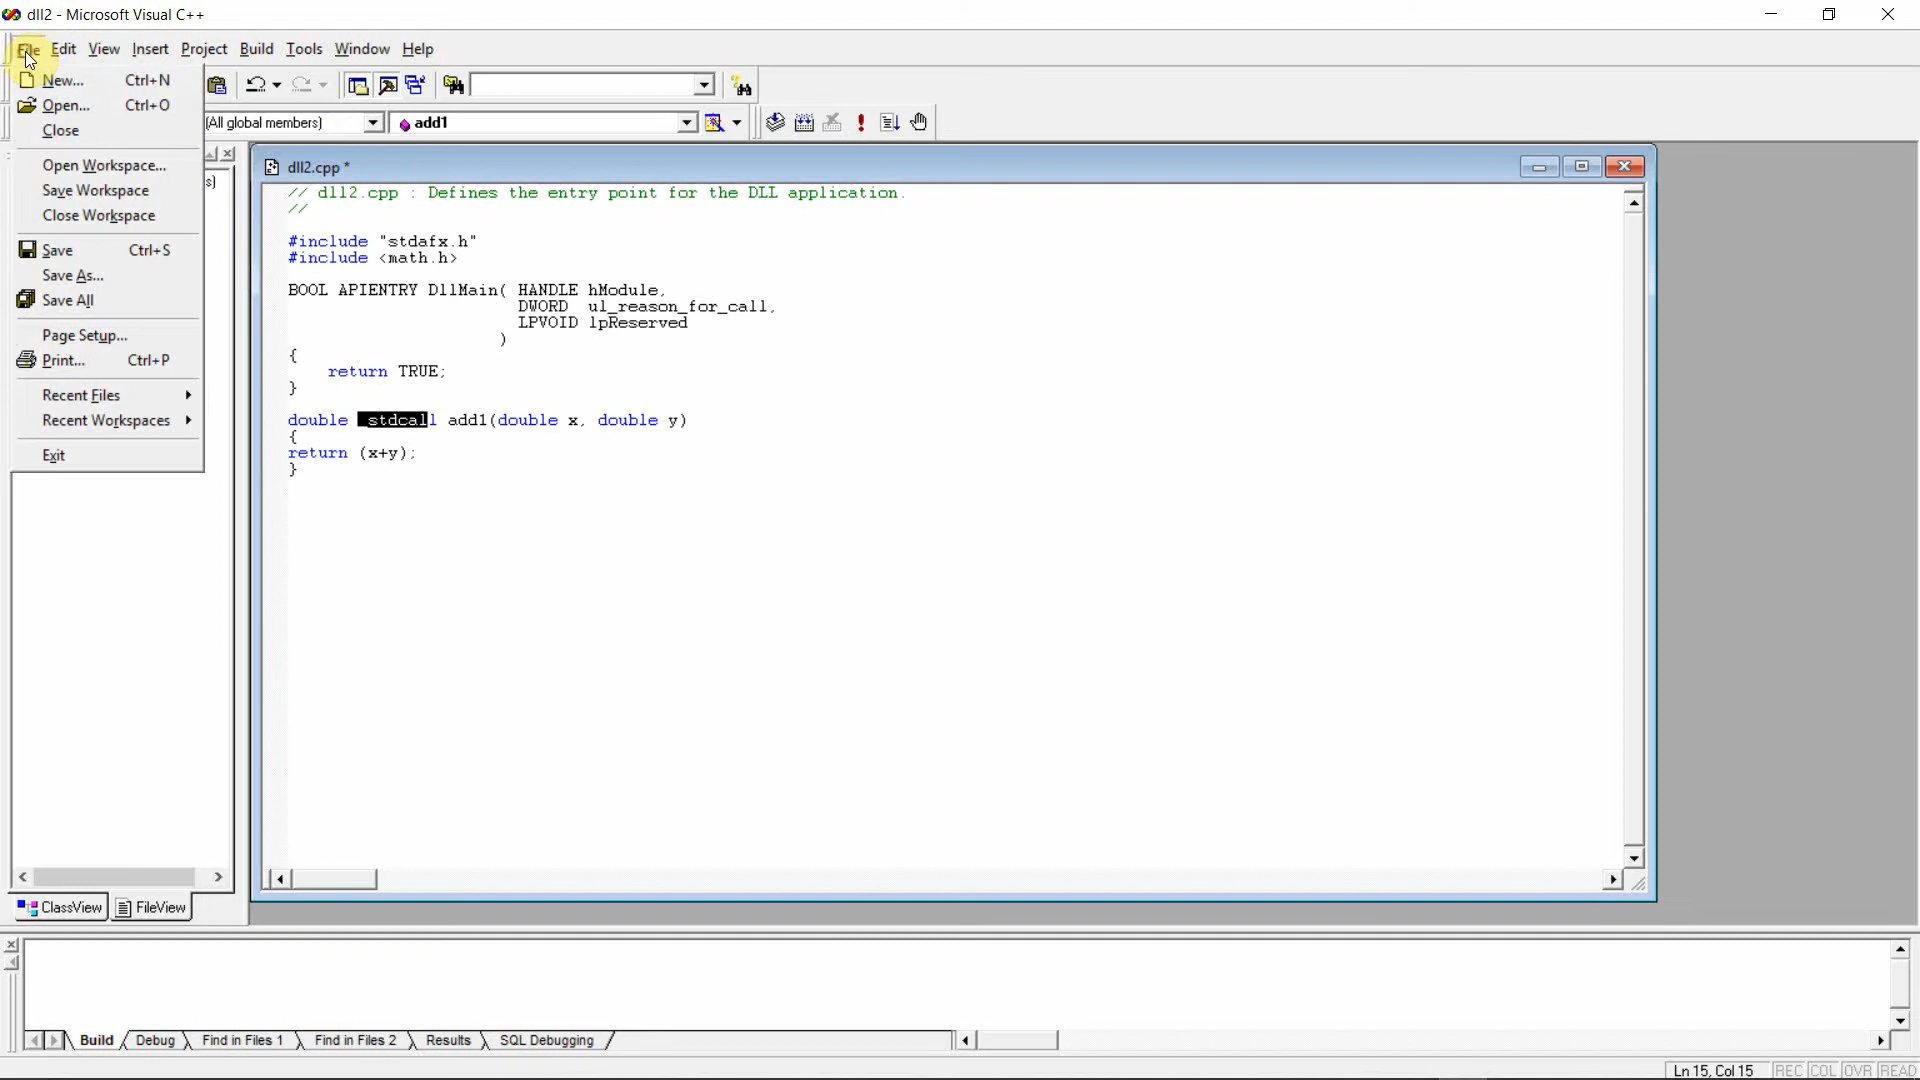 dll2 - Microsoft Visual C++
File Edit View Insert Project Build Tools Window Help
New... Ctrl+N
Open... Ctrl+O
Close
Open Workspace...
Save Workspace
Close Workspace
Save Ctrl+S
Save As...
Save All
Page Setup...
Print... Ctrl+P
Recent Files
Recent Workspaces
Exit
(All global members) add1
s)
dll2.cpp *
// dll2.cpp : Defines the entry point for the DLL application.
//
#include "stdafx.h"
#include <math.h>
BOOL APIENTRY DllMain( HANDLE hModule,
DWORD ul_reason_for_call,
LPVOID lpReserved
)
{
return TRUE;
}
double _stdcall add1(double x, double y)
{
return (x+y);
}
ClassView FileView
Build Debug Find in Files 1 Find in Files 2 Results SQL Debugging
Ln 15, Col 15 REC COL OVR READ